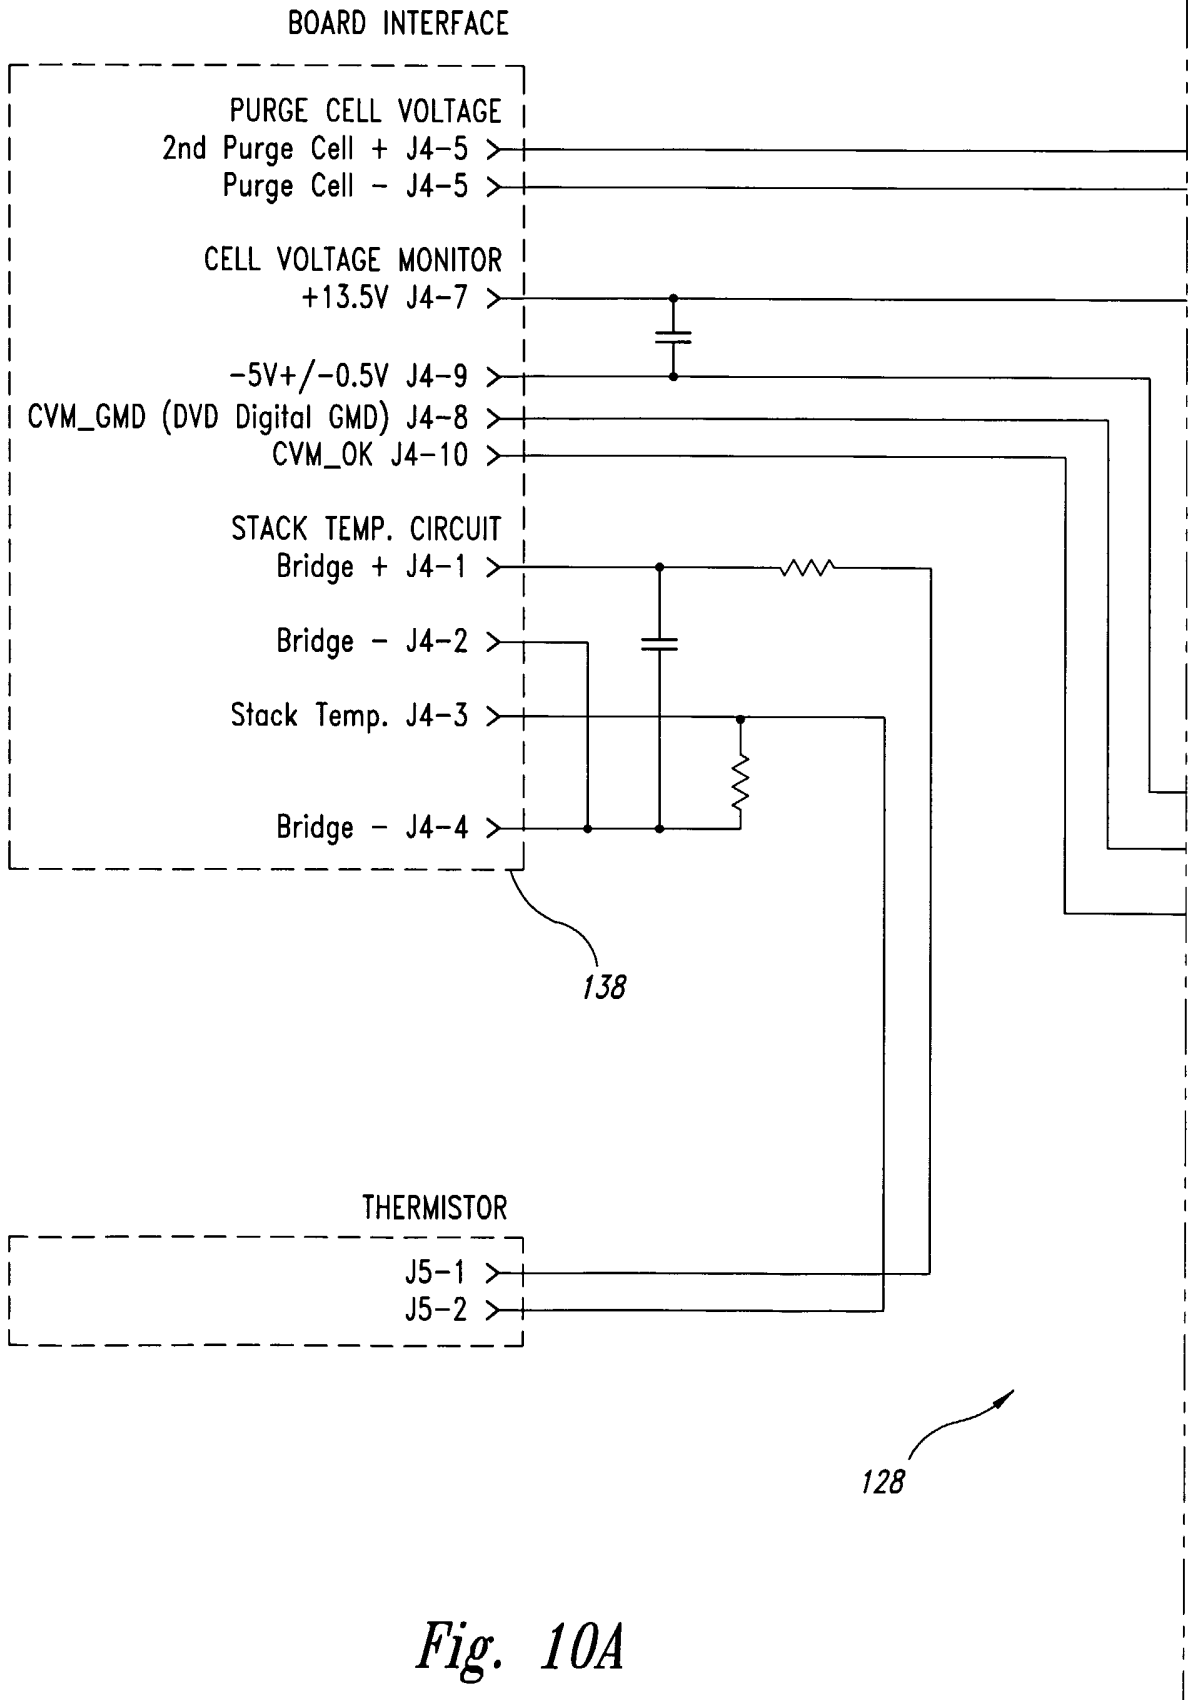 BOARD INTERFACE
PURGE CELL VOLTAGE
2nd Purge Cell + J4-5
Purge Cell - J4-5
CELL VOLTAGE MONITOR
+13.5V J4-7
-5V+/-0.5V J4-9
CVM_GMD (DVD Digital GMD) J4-8
CVM_OK J4-10
STACK TEMP. CIRCUIT
Bridge + J4-1
Bridge - J4-2
Stack Temp. J4-3
Bridge - J4-4
138
THERMISTOR
J5-1
J5-2
128
Fig. 10A